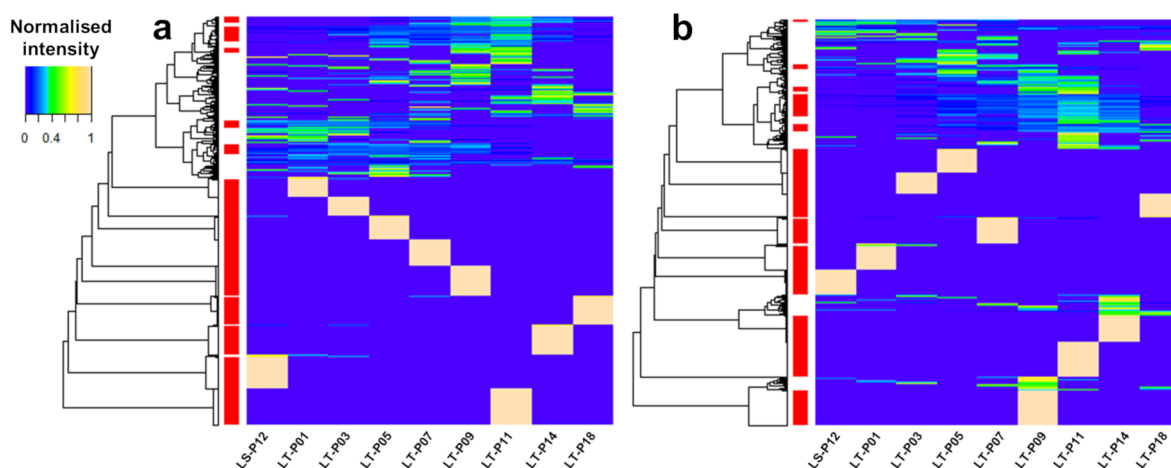 Normalised
intensity
0 0.4 1
a
b
LS-P12 LT-P01 LT-P03 LT-P05 LT-P07 LT-P09 LT-P11 LT-P14 LT-P18
LS-P12 LT-P01 LT-P03 LT-P05 LT-P07 LT-P09 LT-P11 LT-P14 LT-P18